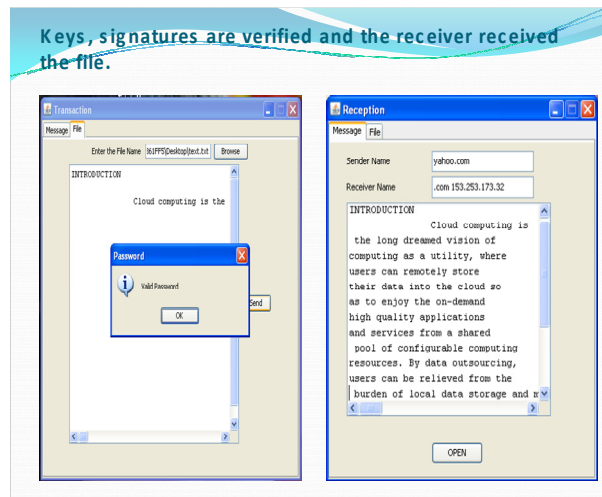 Keys, signatures are verified and the receiver received
the file.
Transaction
Message File
Enter the File Name J61FP5\Desktop\text.txt Browse
INTRODUCTION
Cloud computing is the
Password
Valid Password
OK
Send
Reception
Message File
Sender Name yahoo.com
Receiver Name .com 153.253.173.32
INTRODUCTION
Cloud computing is
the long dreamed vision of
computing as a utility, where
users can remotely store
their data into the cloud so
as to enjoy the on-demand
high quality applications
and services from a shared
pool of configurable computing
resources. By data outsourcing,
users can be relieved from the
burden of local data storage and m
OPEN